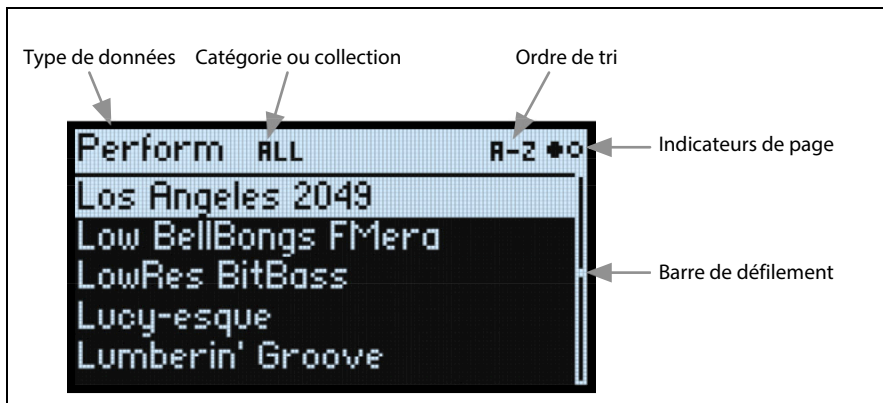 Type de données Catégorie ou collection Ordre de tri
Perform ALL A-Z
Indicateurs de page
Los Angeles 2049
Low BellBongs FMera
LowRes BitBass
Barre de défilement
Lucy-esque
Lumberin' Groove